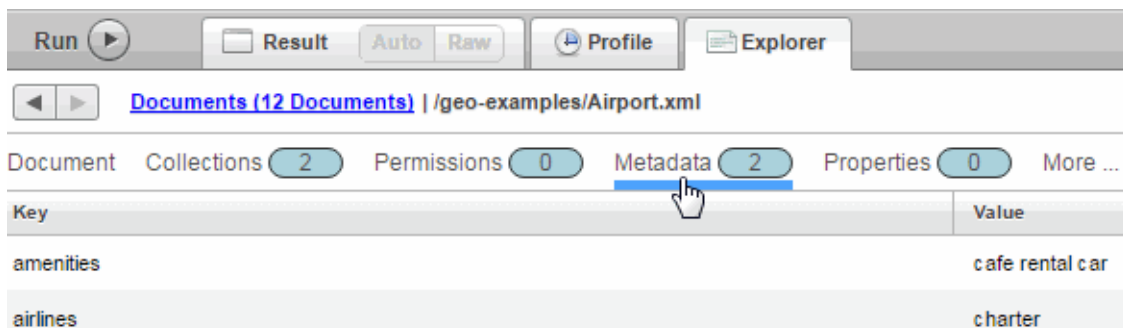 Run Result Auto Raw Profile Explorer
Documents (12 Documents) | /geo-examples/Airport.xml
Document Collections 2 Permissions 0 Metadata 2 Properties 0 More ...
Key Value
amenities cafe rental car
airlines charter